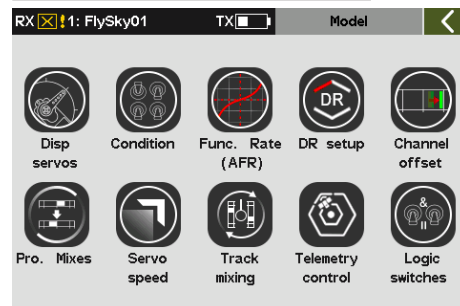 RX !1: FlySky01 TX Model
Disp servos
Condition
Func. Rate (AFR)
DR
DR setup
Channel offset
Pro. Mixes
Servo speed
Track mixing
Telemetry control
&
II
Logic switches